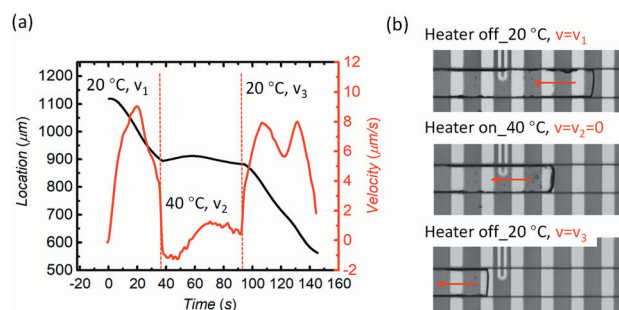 (a)
20 °C, v1
20 °C, v3
40 °C, v2
Location (μm)
1200
1100
1000
900
800
700
600
500
Velocity (μm/s)
12
10
8
6
4
2
0
-2
-20 0 20 40 60 80 100 120 140 160
Time (s)
(b)
Heater off_20 °C, v=v1
Heater on_40 °C, v=v2=0
Heater off_20 °C, v=v3